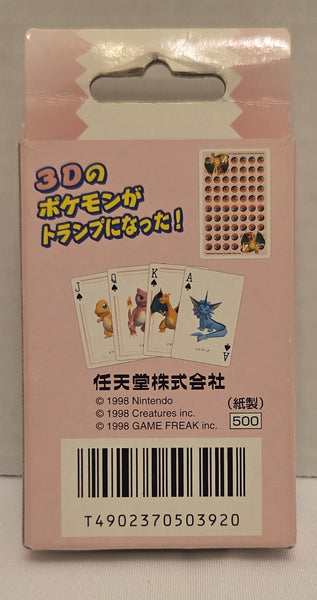 3Dの
ポケモンが
トランプになった!
J
Q
K
A
A
任天堂株式会社
© 1998 Nintendo
© 1998 Creatures inc.
© 1998 GAME FREAK inc.
(紙製)
500
T4902370503920